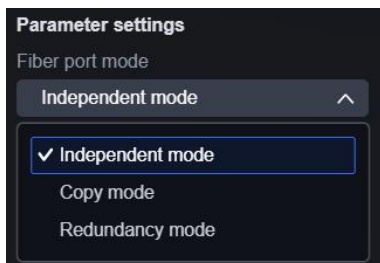 Parameter settings
Fiber port mode
Independent mode
Independent mode
Copy mode
Redundancy mode